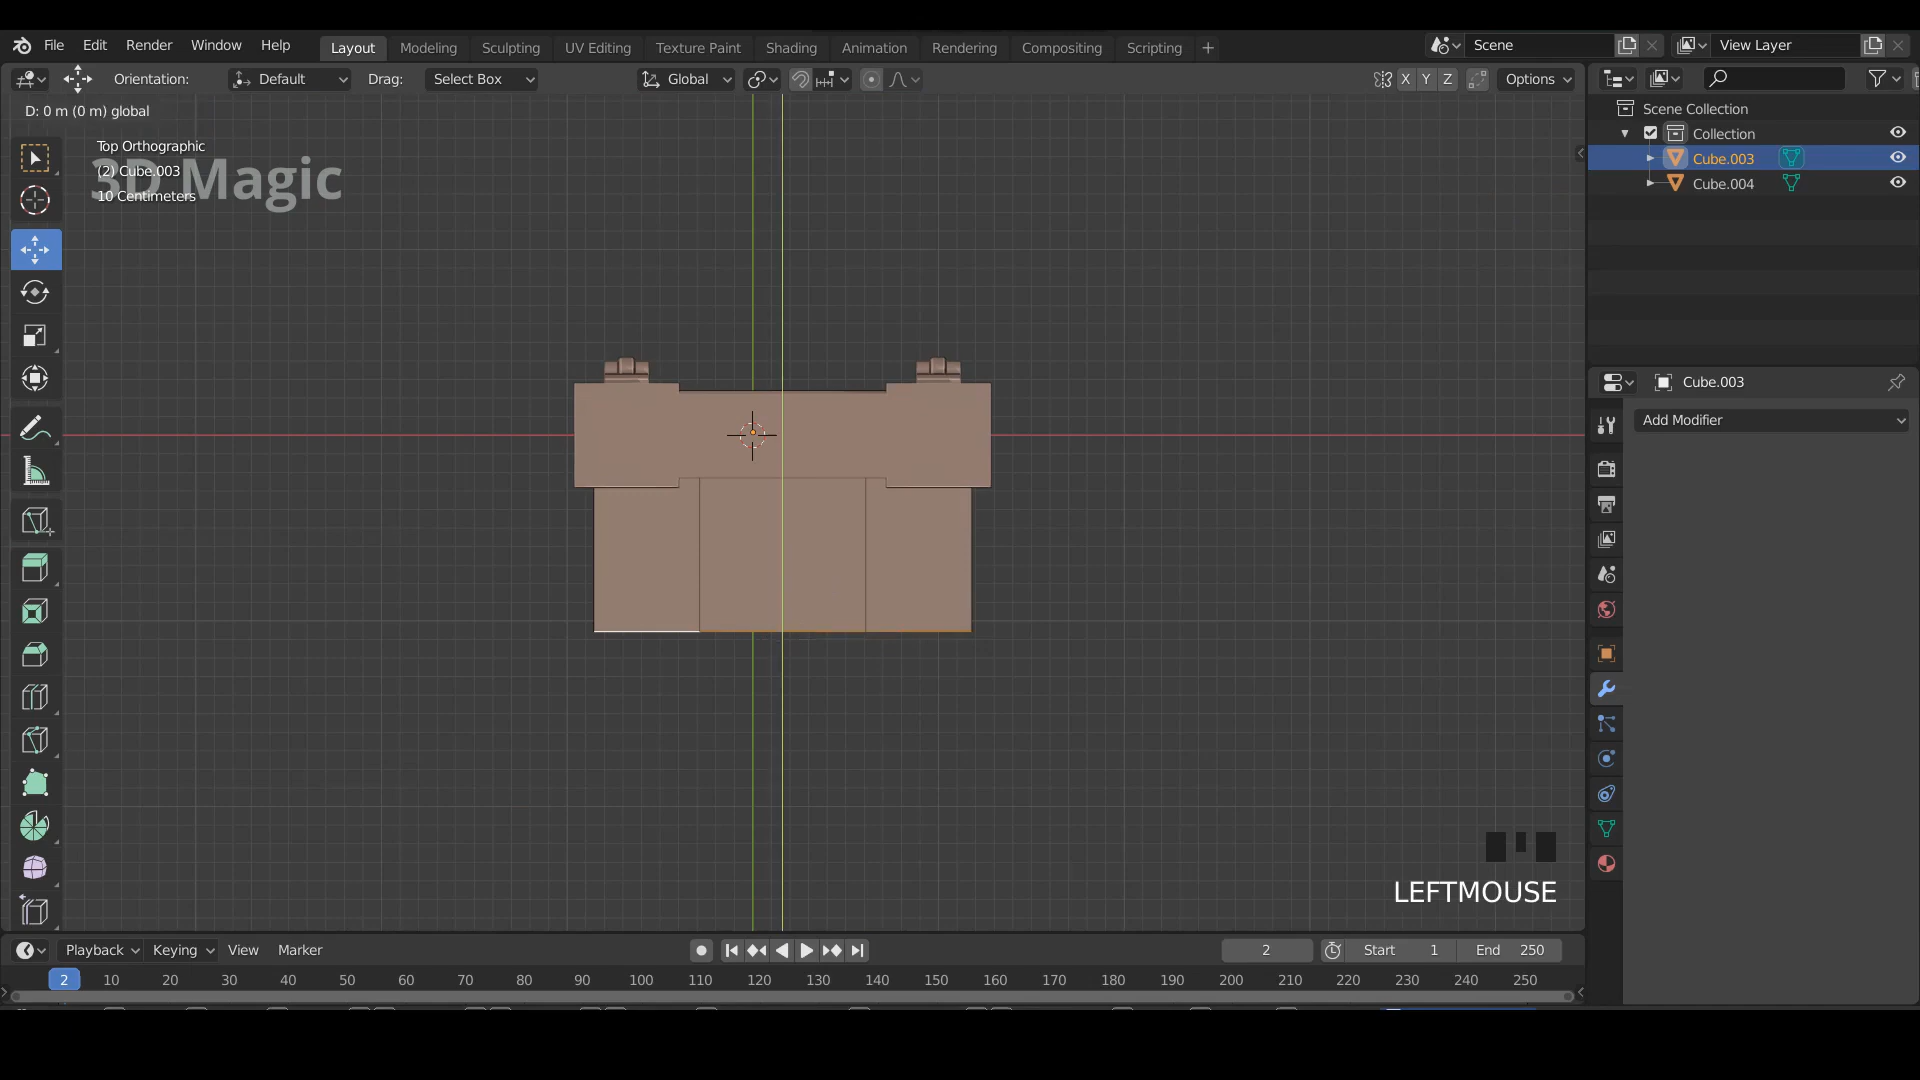 File Edit Render Window Help Layout Modeling Sculpting UV Editing Texture Paint Shading Animation Rendering Compositing Scripting + Scene View Layer
Orientation: Default Drag: Select Box Global X Y Z Options
D: 0 m (0 m) global
Scene Collection
Collection
Cube.003
Cube.004
Top Orthographic
3D Magic
(2) Cube.003
10 Centimeters
Cube.003
Add Modifier
LEFTMOUSE
Playback Keying View Marker 2 Start 1 End 250
2 10 20 30 40 50 60 70 80 90 100 110 120 130 140 150 160 170 180 190 200 210 220 230 240 250